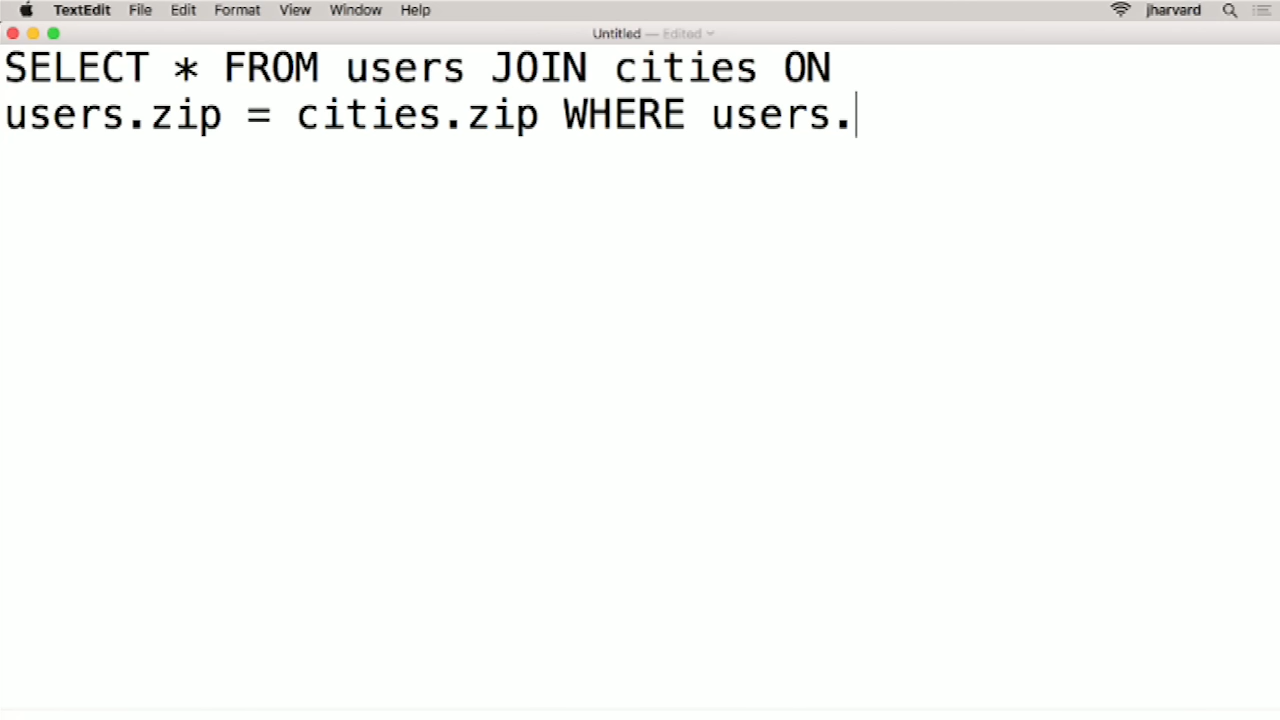 TextEdit File Edit Format View Window Help jharvard
Untitled — Edited
SELECT * FROM users JOIN cities ON
users.zip = cities.zip WHERE users.